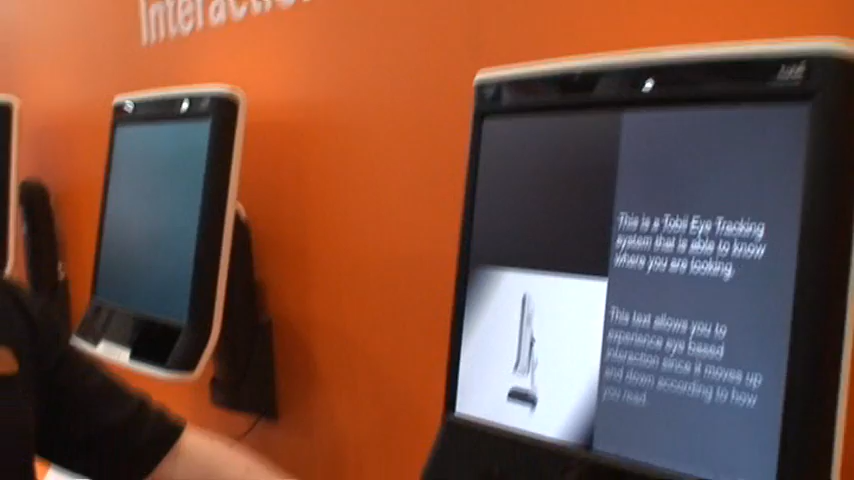 Interaction
This is a Tobii Eye Tracking
system that is able to know
where you are looking.
This text allows you to
experience eye based
interaction since it moves up
and down according to how
you read.